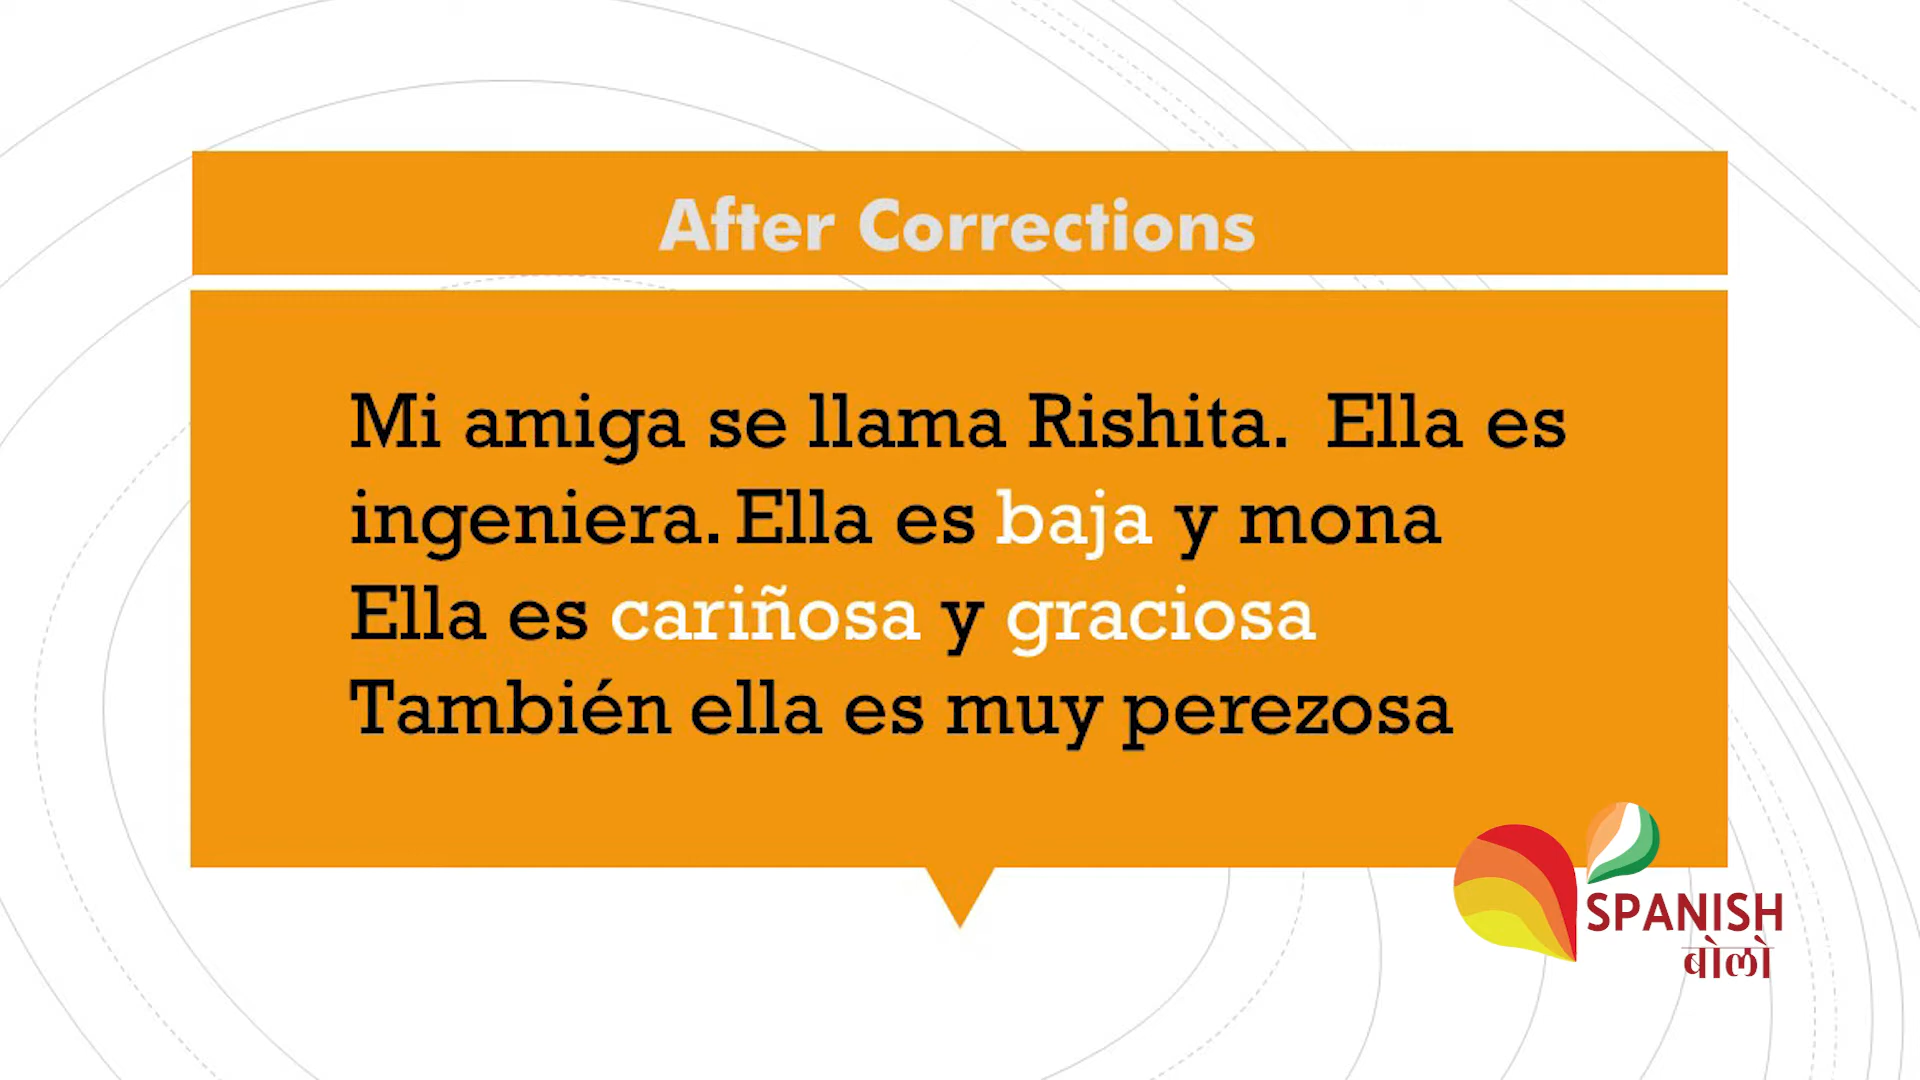 After Corrections
Mi amiga se llama Rishita. Ella es
ingeniera. Ella es baja y mona
Ella es cariñosa y graciosa
También ella es muy perezosa
SPANISH
बोलो